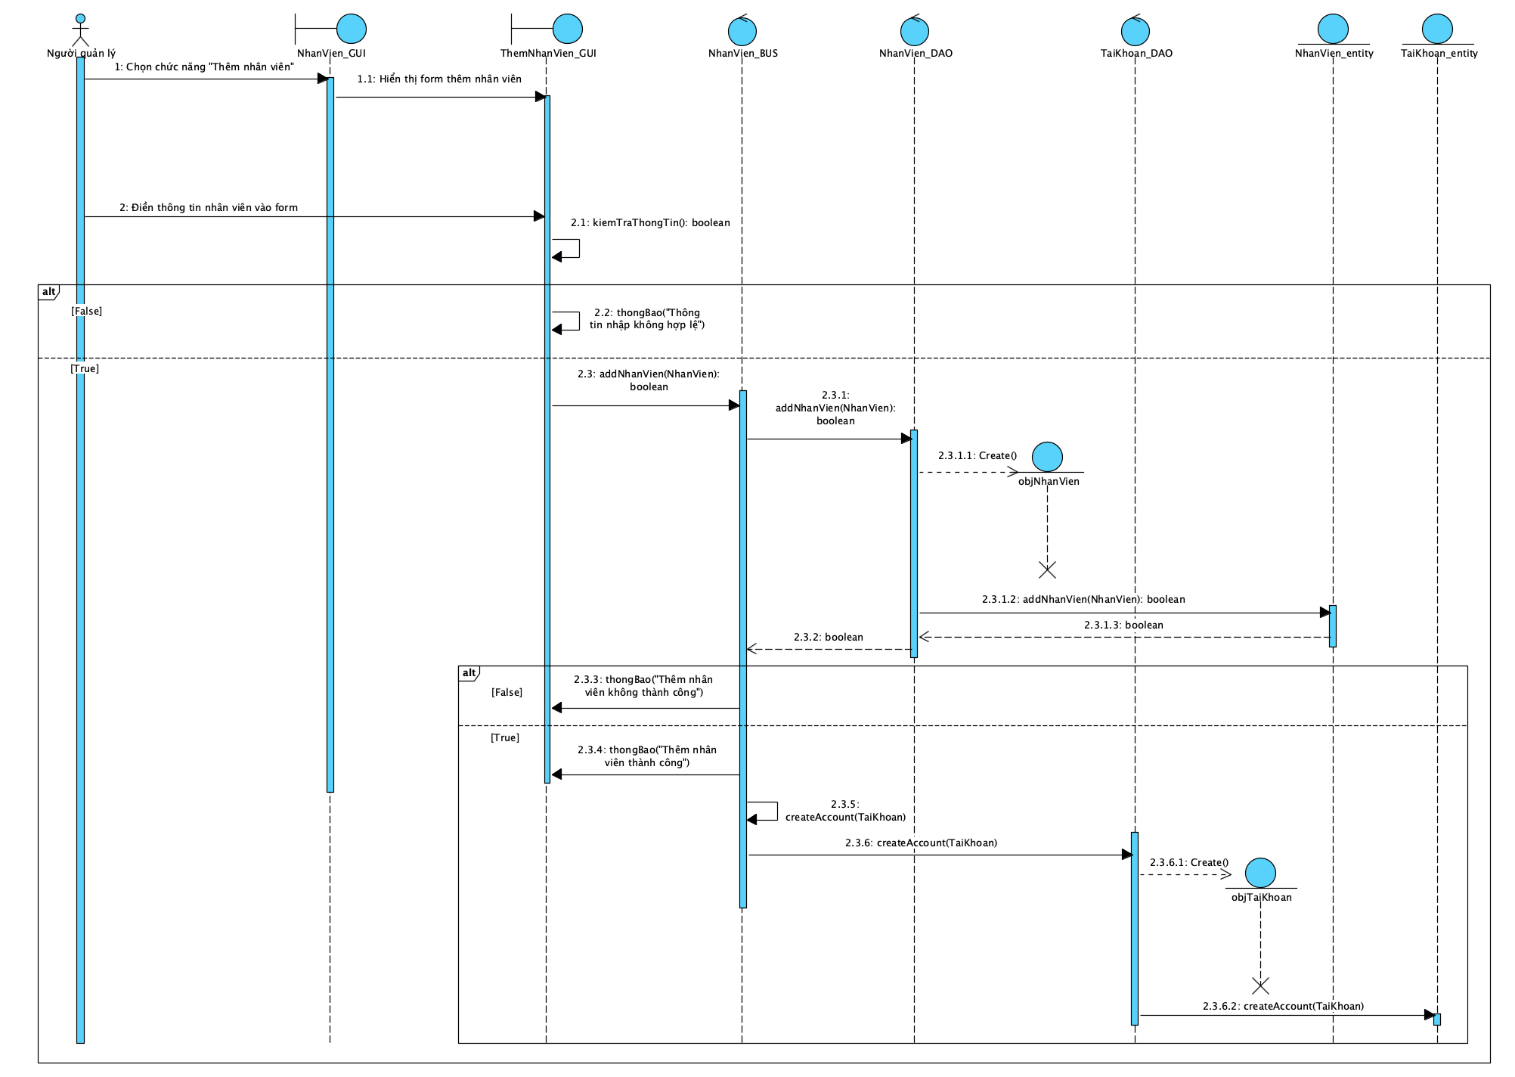 Người quản lý
NhanVien_GUI
ThemNhanVien_GUI
NhanVien_BUS
NhanVien_DAO
TaiKhoan_DAO
NhanVien_entity
TaiKhoan_entity
1: Chọn chức năng "Thêm nhân viên"
1.1: Hiển thị form thêm nhân viên
2: Điền thông tin nhân viên vào form
2.1: kiemTraThongTin(): boolean
alt
[False]
2.2: thongBao("Thông
tin nhập không hợp lệ")
[True]
2.3: addNhanVien(NhanVien):
boolean
2.3.1:
addNhanVien(NhanVien):
boolean
2.3.1.1: Create()
objNhanVien
2.3.1.2: addNhanVien(NhanVien): boolean
2.3.1.3: boolean
2.3.2: boolean
alt
[False]
2.3.3: thongBao("Thêm nhân
viên không thành công")
[True]
2.3.4: thongBao("Thêm nhân
viên thành công")
2.3.5:
createAccount(TaiKhoan)
2.3.6: createAccount(TaiKhoan)
2.3.6.1: Create()
objTaiKhoan
2.3.6.2: createAccount(TaiKhoan)